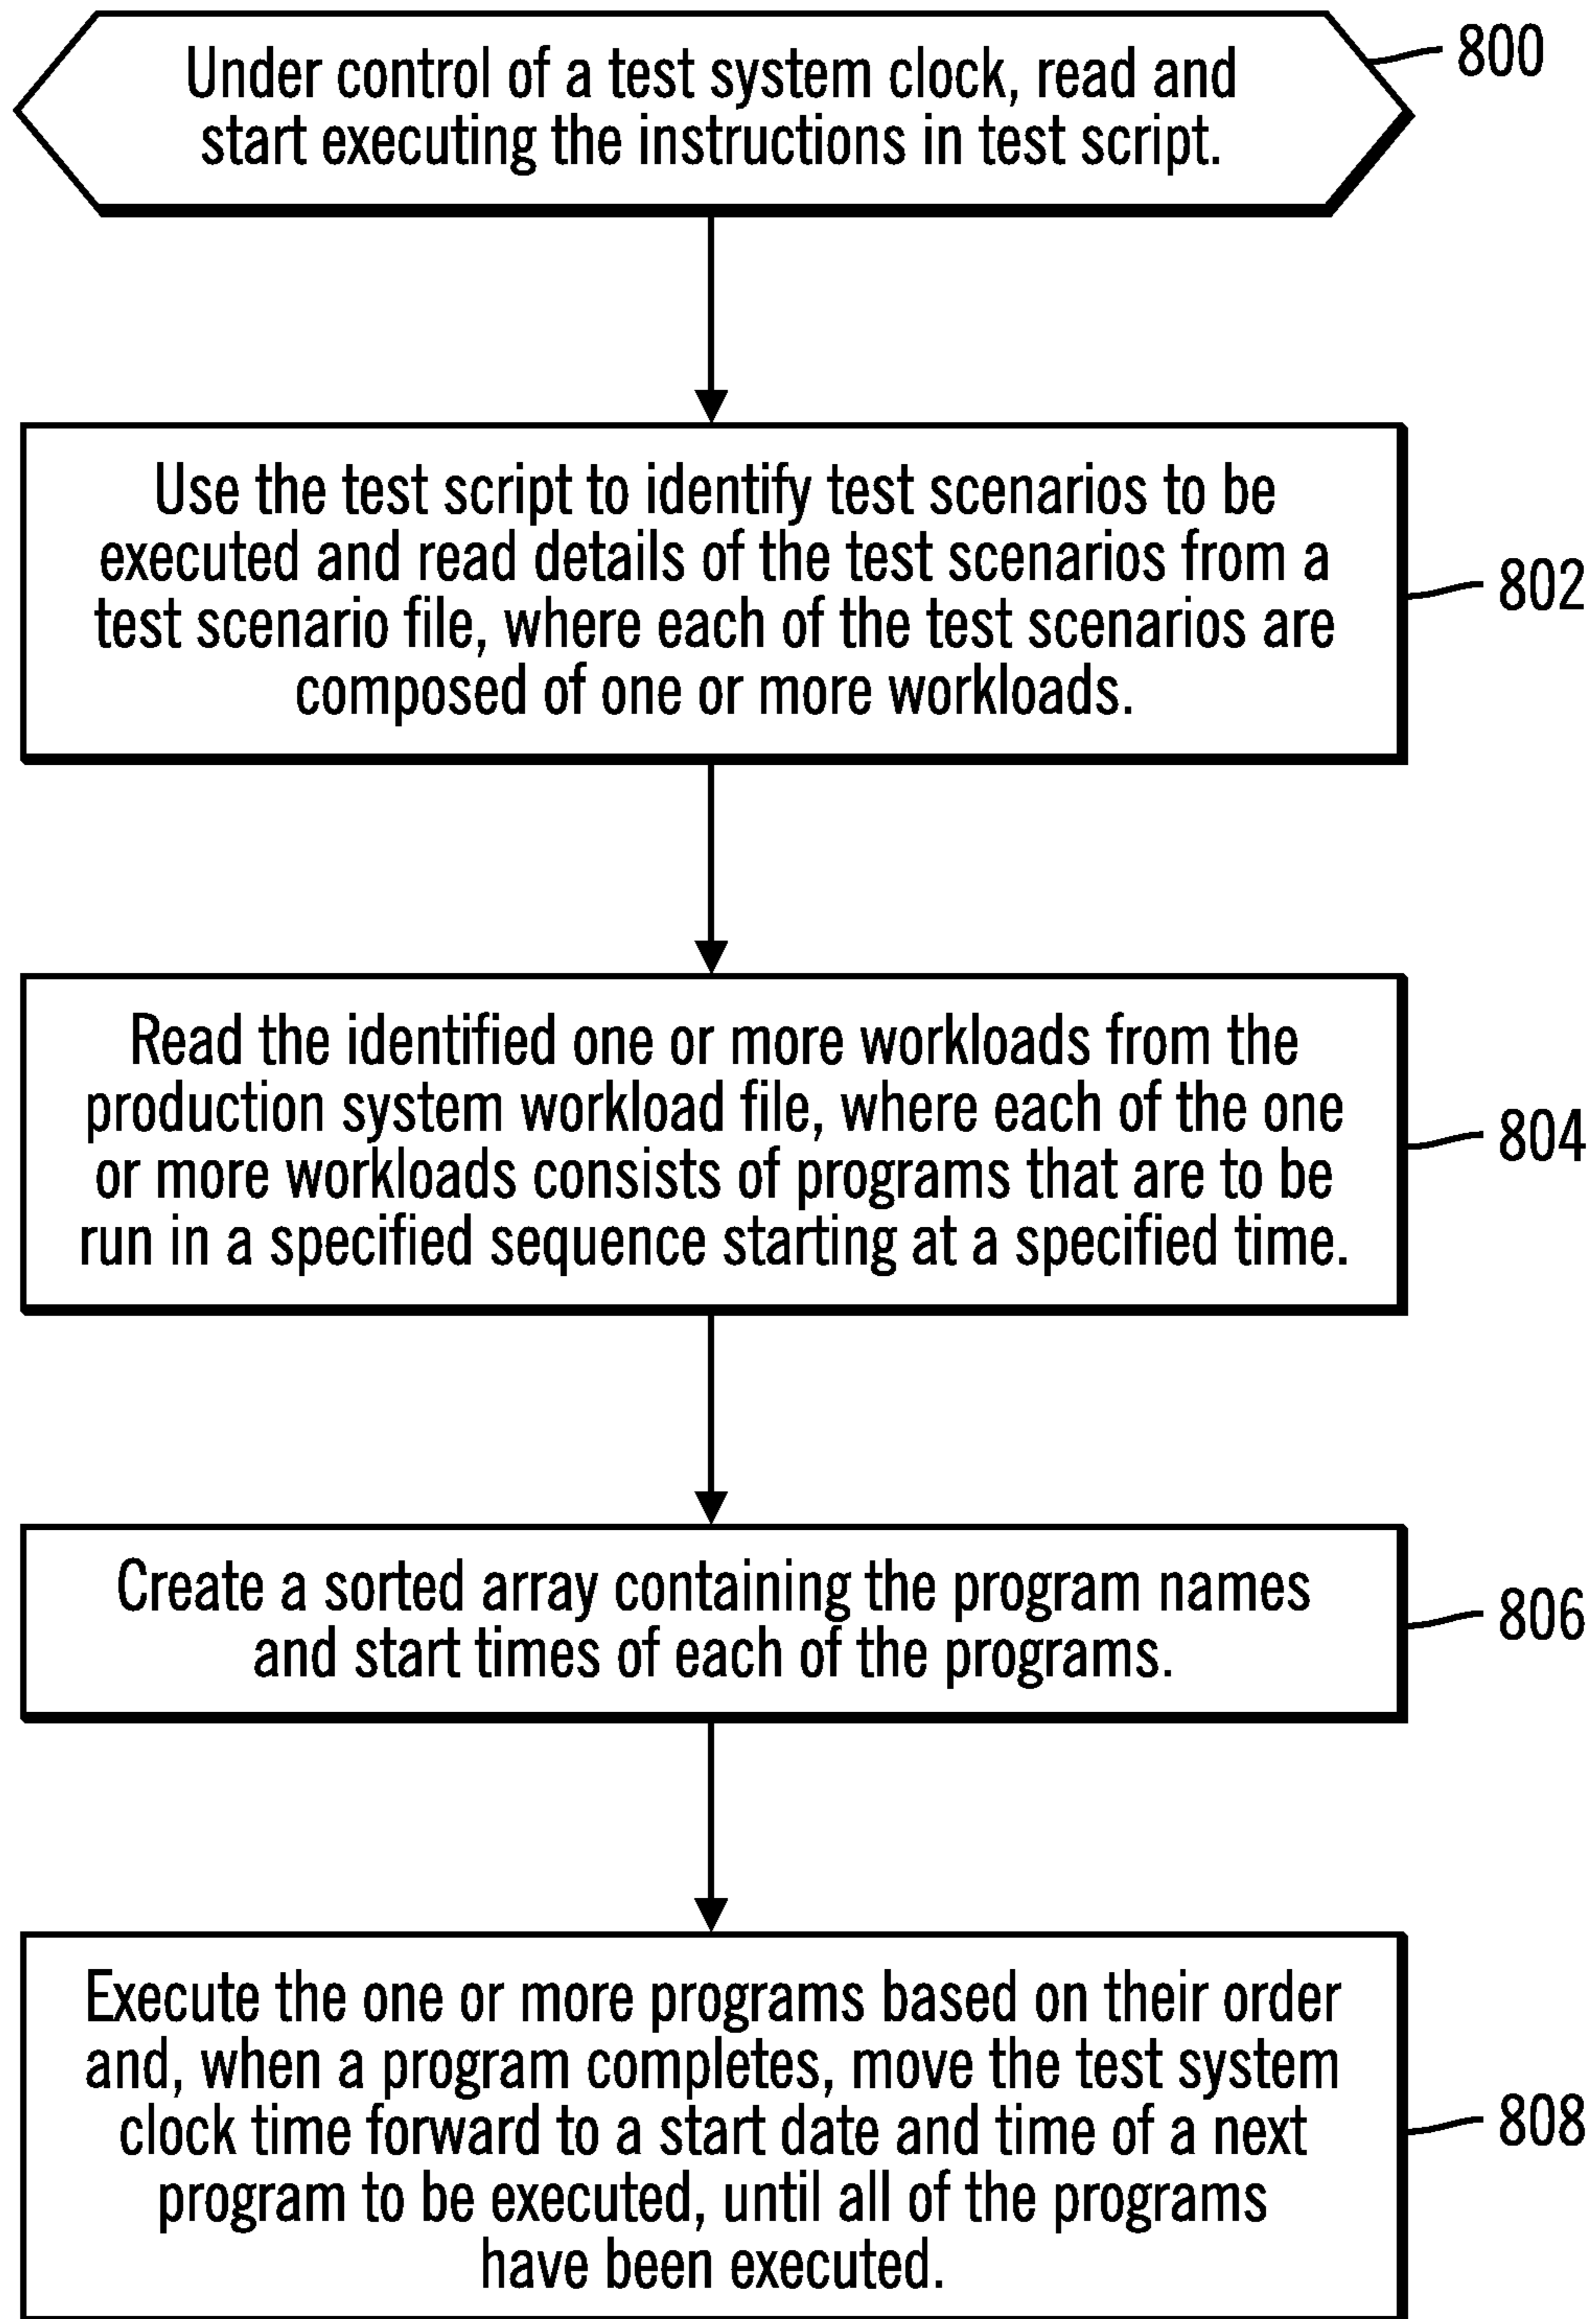 Under control of a test system clock, read and
start executing the instructions in test script.
800
Use the test script to identify test scenarios to be
executed and read details of the test scenarios from a
test scenario file, where each of the test scenarios are
composed of one or more workloads.
802
Read the identified one or more workloads from the
production system workload file, where each of the one
or more workloads consists of programs that are to be
run in a specified sequence starting at a specified time.
804
Create a sorted array containing the program names
and start times of each of the programs.
806
Execute the one or more programs based on their order
and, when a program completes, move the test system
clock time forward to a start date and time of a next
program to be executed, until all of the programs
have been executed.
808